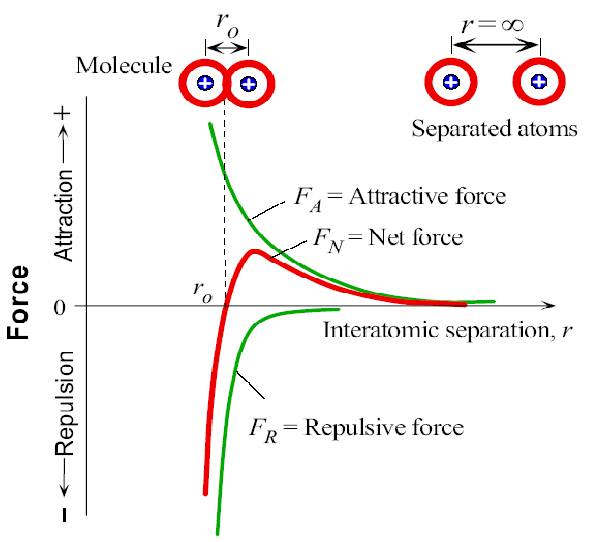 r_o
r = ∞
Molecule
+ +
+ +
Separated atoms
+
Attraction
F_A = Attractive force
F_N = Net force
r_o
Force
0
Interatomic separation, r
Repulsion
F_R = Repulsive force
−